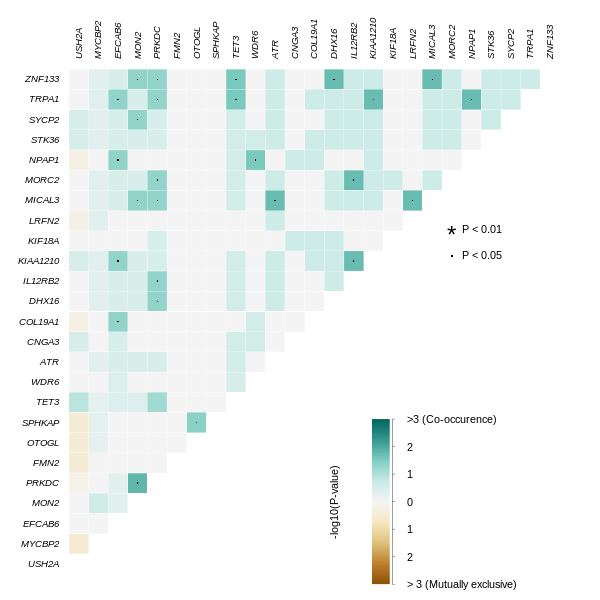 USH2A
MYCBP2
EFCAB6
MON2
PRKDC
FMN2
OTOGL
SPHKAP
TET3
WDR6
ATR
CNGA3
COL19A1
DHX16
IL12RB2
KIAA1210
KIF18A
LRFN2
MICAL3
MORC2
NPAP1
STK36
SYCP2
TRPA1
ZNF133
ZNF133
TRPA1
SYCP2
STK36
NPAP1
MORC2
MICAL3
LRFN2
KIF18A
KIAA1210
IL12RB2
DHX16
COL19A1
CNGA3
ATR
WDR6
TET3
SPHKAP
OTOGL
FMN2
PRKDC
MON2
EFCAB6
MYCBP2
USH2A
* P < 0.01
· P < 0.05
-log10(P-value)
>3 (Co-occurence)
2
1
0
1
2
> 3 (Mutually exclusive)